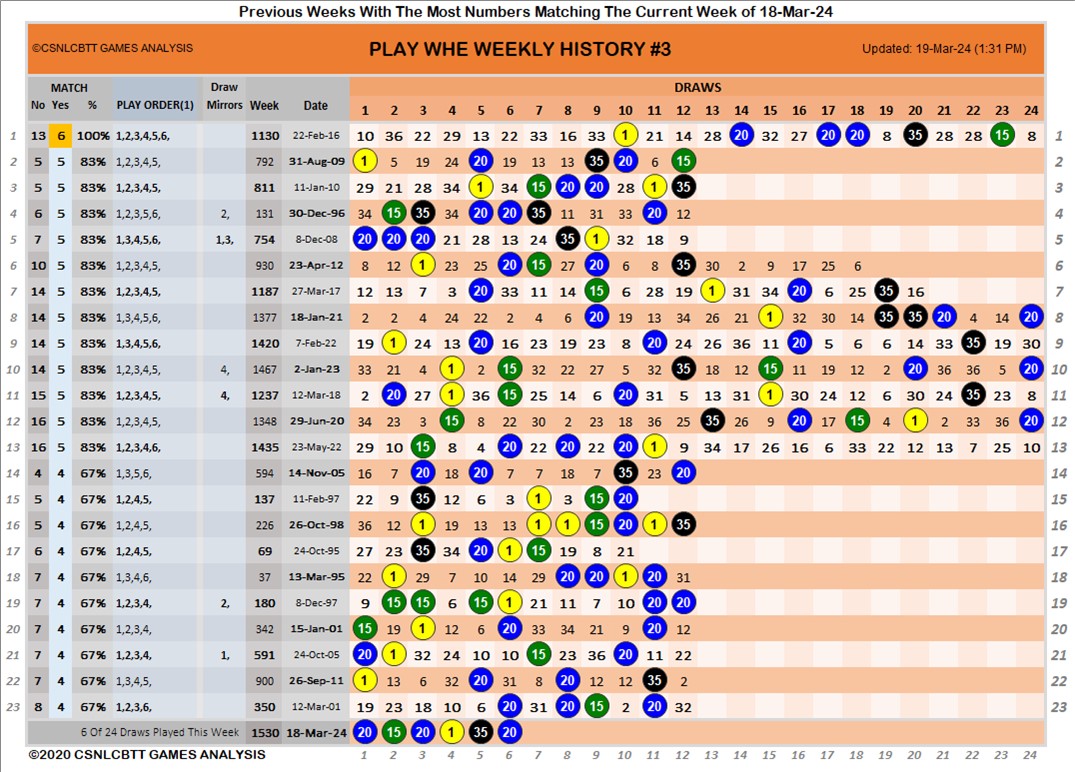 Previous Weeks With The Most Numbers Matching The Current Week of 18-Mar-24
©CSNLCBTT GAMES ANALYSIS PLAY WHE WEEKLY HISTORY #3 Updated: 19-Mar-24 (1:31 PM)
MATCH Draw DRAWS
No Yes % PLAY ORDER(1) Mirrors Week Date 1 2 3 4 5 6 7 8 9 10 11 12 13 14 15 16 17 18 19 20 21 22 23 24
1 13 6 100% 1,2,3,4,5,6, 1130 22-Feb-16 10 36 22 29 13 22 33 16 33 1 21 14 28 20 32 27 20 20 8 35 28 28 15 8 1
2 5 5 83% 1,2,3,4,5, 792 31-Aug-09 1 5 19 24 20 19 13 13 35 20 6 15 2
3 5 5 83% 1,2,3,4,5, 811 11-Jan-10 29 21 28 34 1 34 15 20 20 28 1 35 3
4 6 5 83% 1,2,3,5,6, 2, 131 30-Dec-96 34 15 35 34 20 20 35 11 31 33 20 12 4
5 7 5 83% 1,3,4,5,6, 1,3, 754 8-Dec-08 20 20 20 21 28 13 24 35 1 32 18 9 5
6 10 5 83% 1,2,3,4,5, 930 23-Apr-12 8 12 1 23 25 20 15 27 20 6 8 35 30 2 9 17 25 6 6
7 14 5 83% 1,2,3,4,5, 1187 27-Mar-17 12 13 7 3 20 33 11 14 15 6 28 19 1 31 34 20 6 25 35 16 7
8 14 5 83% 1,3,4,5,6, 1377 18-Jan-21 2 2 4 24 22 2 4 6 20 19 13 34 26 21 1 32 30 14 35 35 20 4 14 20 8
9 14 5 83% 1,3,4,5,6, 1420 7-Feb-22 19 1 24 13 20 16 23 19 23 8 20 24 26 36 11 20 5 6 6 14 33 35 19 30 9
10 14 5 83% 1,2,3,4,5, 4, 1467 2-Jan-23 33 21 4 1 2 15 32 22 27 5 32 35 18 12 15 11 19 12 2 20 36 36 5 20 10
11 15 5 83% 1,2,3,4,5, 4, 1237 12-Mar-18 2 20 27 1 36 15 25 14 6 20 31 5 13 31 1 30 24 12 6 30 24 35 23 8 11
12 16 5 83% 1,2,3,4,5, 1348 29-Jun-20 34 23 3 15 8 22 30 2 23 18 36 25 35 26 9 20 17 15 4 1 2 33 36 20 12
13 16 5 83% 1,2,3,4,6, 1435 23-May-22 29 10 15 8 4 20 22 20 22 20 1 9 34 17 26 16 6 33 22 12 13 7 25 10 13
14 4 4 67% 1,3,5,6, 594 14-Nov-05 16 7 20 18 20 7 7 18 7 35 23 20 14
15 5 4 67% 1,2,4,5, 137 11-Feb-97 22 9 35 12 6 3 1 3 15 20 15
16 5 4 67% 1,2,4,5, 226 26-Oct-98 36 12 1 19 13 13 1 1 15 20 1 35 16
17 6 4 67% 1,2,4,5, 69 24-Oct-95 27 23 35 34 20 1 15 19 8 21 17
18 7 4 67% 1,3,4,6, 37 13-Mar-95 22 1 29 7 10 14 29 20 20 1 20 31 18
19 7 4 67% 1,2,3,4, 2, 180 8-Dec-97 9 15 15 6 15 1 21 11 7 10 20 20 19
20 7 4 67% 1,2,3,4, 342 15-Jan-01 15 19 1 12 6 20 33 34 21 9 20 12 20
21 7 4 67% 1,2,3,4, 1, 591 24-Oct-05 20 1 32 24 10 10 15 23 36 20 11 22 21
22 7 4 67% 1,3,4,5, 900 26-Sep-11 1 13 6 32 20 31 8 20 12 12 35 2 22
23 8 4 67% 1,2,3,6, 350 12-Mar-01 19 23 18 10 6 20 31 20 15 2 20 32 23
6 Of 24 Draws Played This Week 1530 18-Mar-24 20 15 20 1 35 20
©2020 CSNLCBTT GAMES ANALYSIS 1 2 3 4 5 6 7 8 9 10 11 12 13 14 15 16 17 18 19 20 21 22 23 24